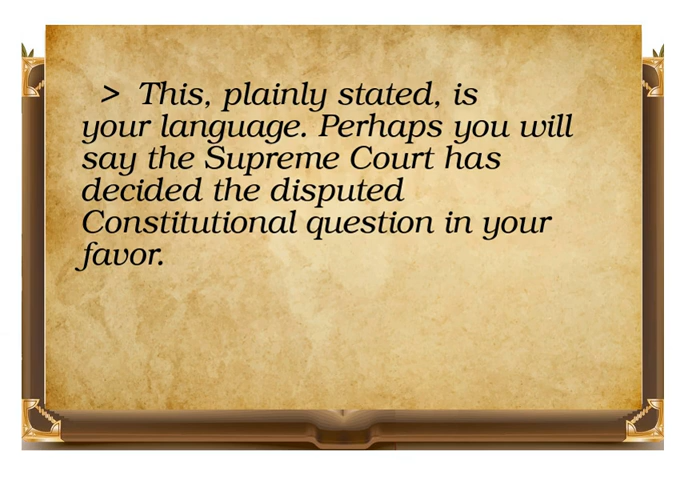 > This, plainly stated, is
your language. Perhaps you will
say the Supreme Court has
decided the disputed
Constitutional question in your
favor.